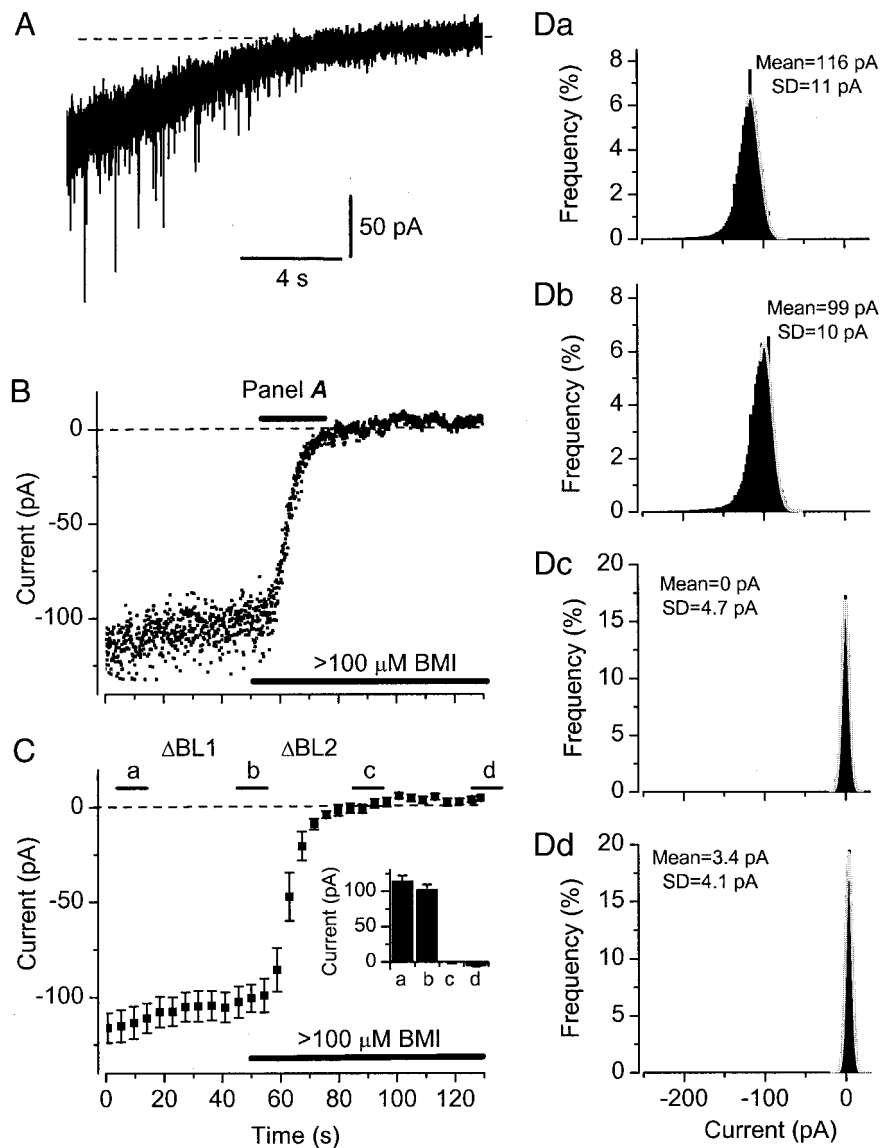 A
50 pA
4 s
B
Panel A
0
-50
-100
Current (pA)
>100 μM BMI
C
ΔBL1 ΔBL2
a b c d
0
-50
-100
Current (pA)
100
50
0
Current (pA)
a b c d
>100 μM BMI
0 20 40 60 80 100 120
Time (s)
Da
8
6
4
2
0
Frequency (%)
Mean=116 pA
SD=11 pA
Db
8
6
4
2
0
Frequency (%)
Mean=99 pA
SD=10 pA
Dc
20
15
10
5
0
Frequency (%)
Mean=0 pA
SD=4.7 pA
Dd
20
15
10
5
0
Frequency (%)
Mean=3.4 pA
SD=4.1 pA
-200 -100 0
Current (pA)